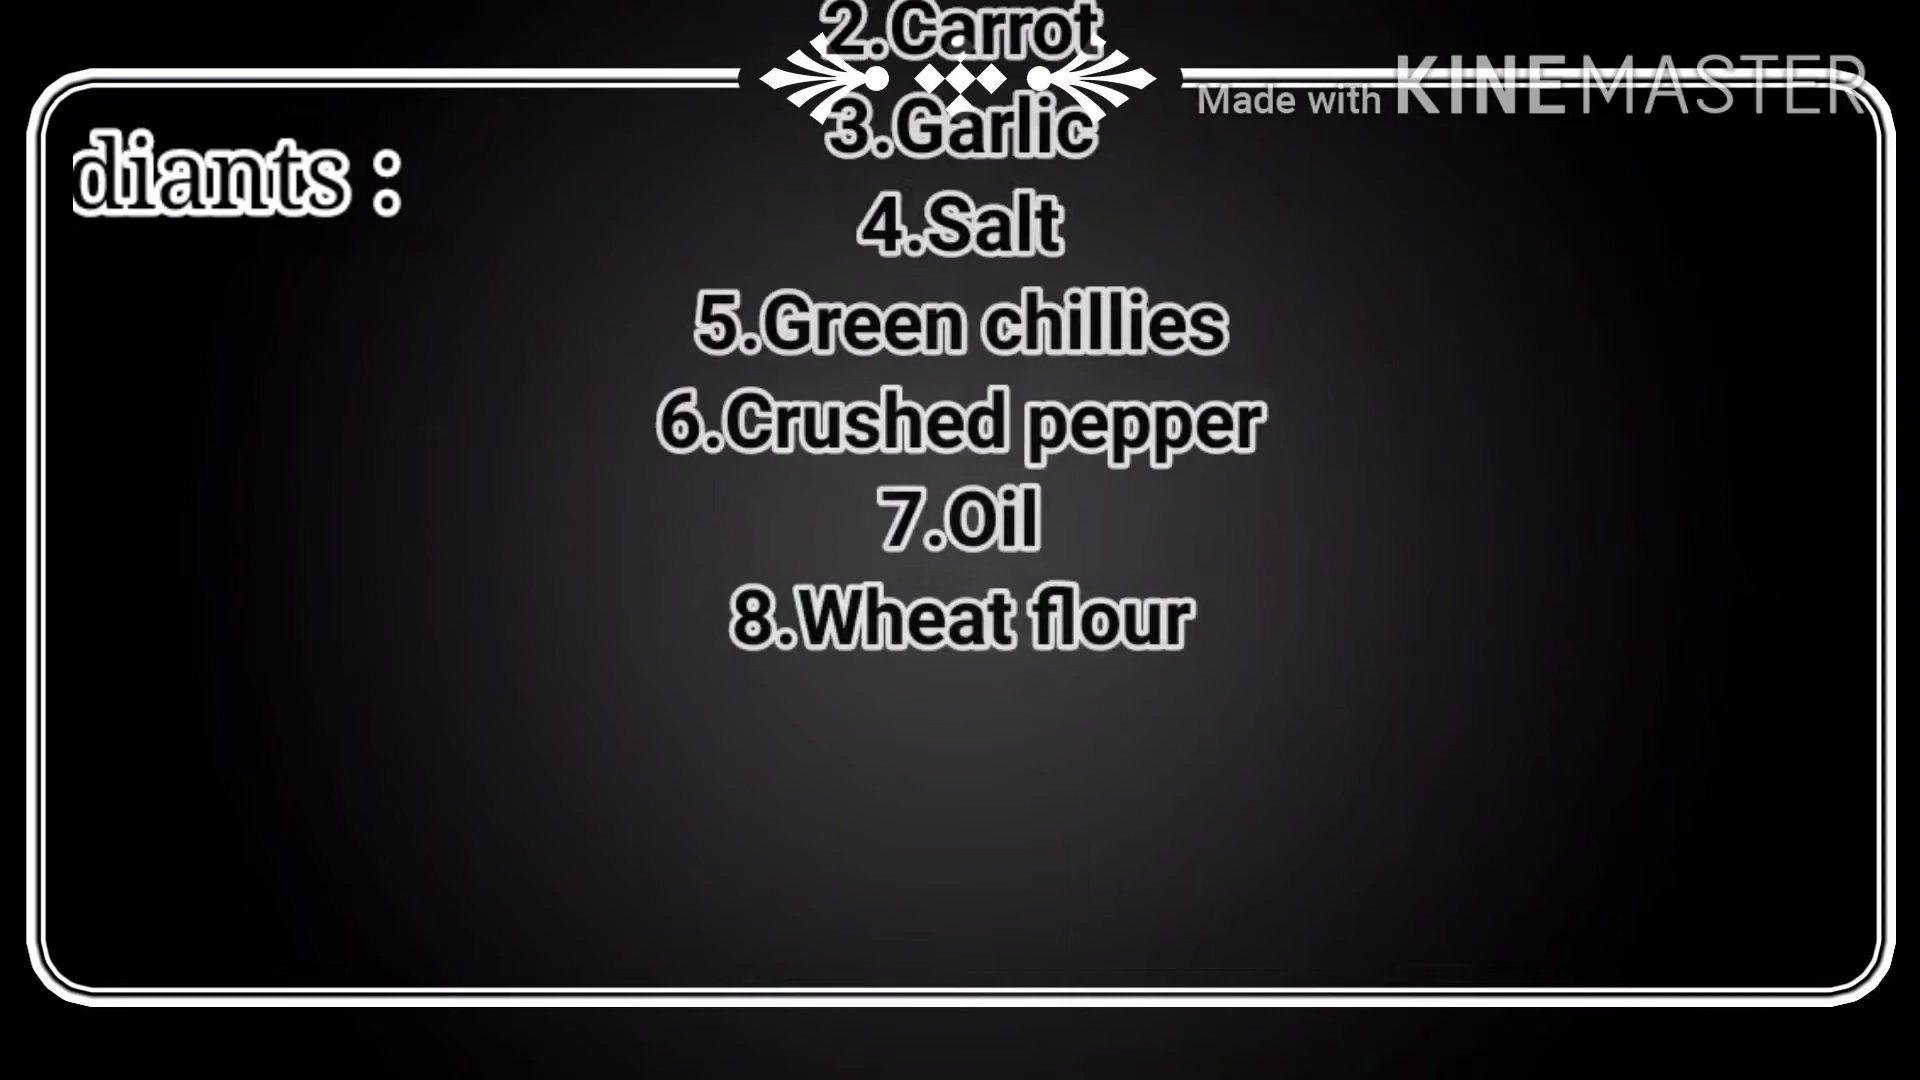 2.Carrot
Made with KINEMASTER
3.Garlic
diants :
4.Salt
5.Green chillies
6.Crushed pepper
7.Oil
8.Wheat flour